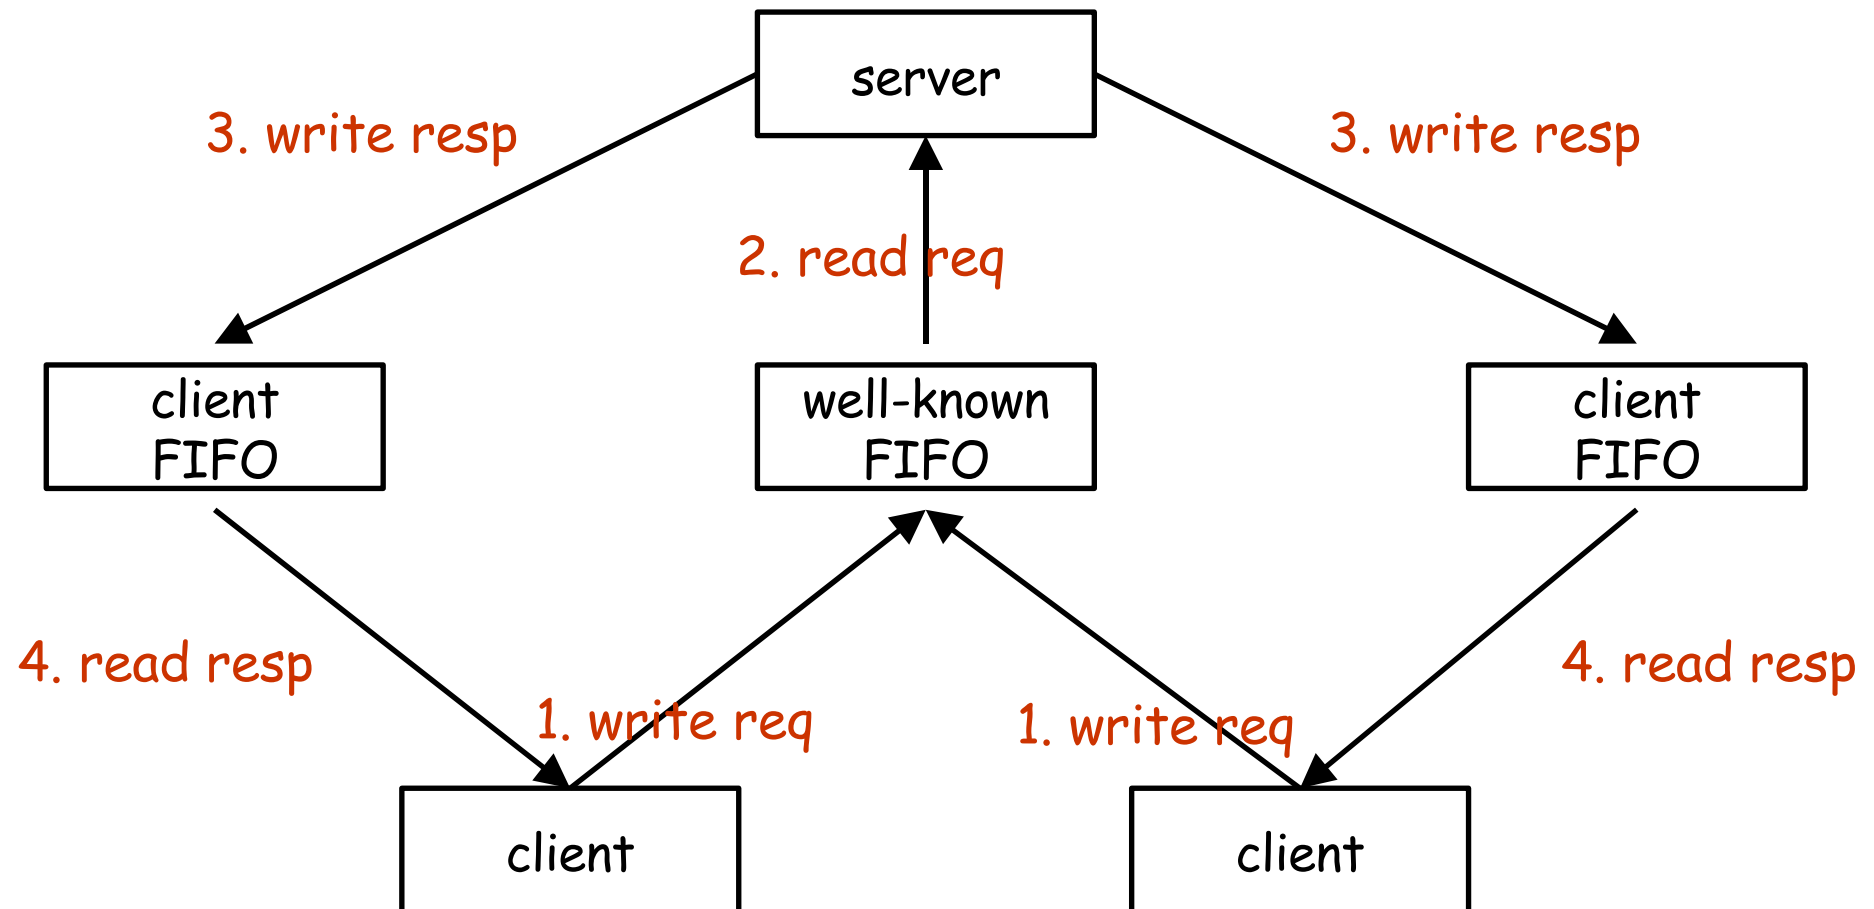 server
3. write resp
3. write resp
2. read req
client
FIFO
well-known
FIFO
client
FIFO
4. read resp
4. read resp
1. write req
1. write req
client
client